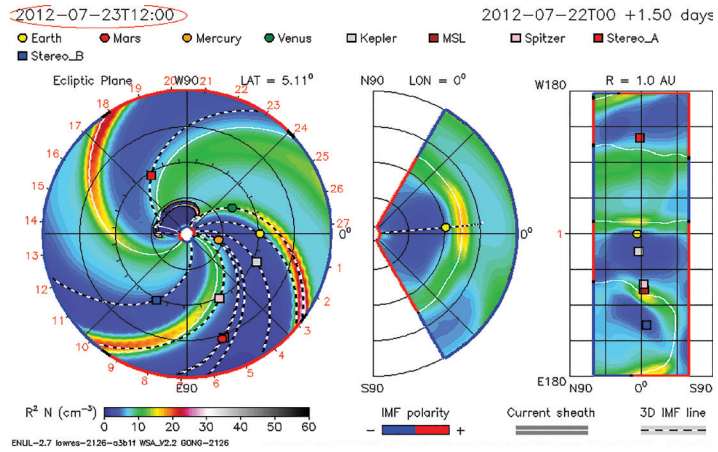 2012-07-23T12:00 2012-07-22T00 +1.50 days
Earth Mars Mercury Venus Kepler MSL Spitzer Stereo_A
Stereo_B
Ecliptic Plane W90 LAT = 5.11° N90 LON = 0° W180 R = 1.0 AU
18 19 20 21 22 23 24 25 26 27
17 16 15 14 13 12 11 10 9 8 7 6 5 4 3 2 1
0° 0° 1
E90 S90 E180 N90 0° S90
R² N (cm⁻³) 0 10 20 30 40 50 60
IMF polarity - + Current sheath 3D IMF line
ENUL-2.7 lowres-2126-a3b1f WSA_V2.2 GONG-2126